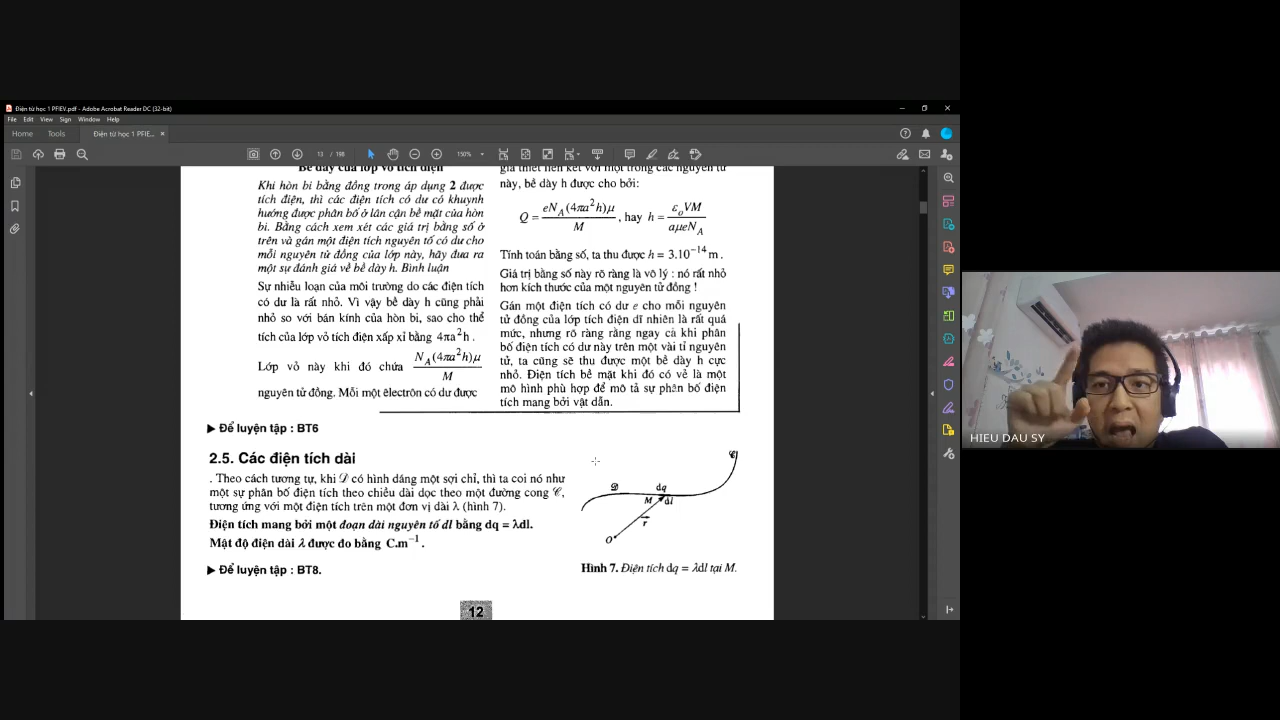 Điện từ học 1 PFIEV.pdf - Adobe Acrobat Reader DC (32-bit)
File Edit View Sign Window Help
Home Tools Điện từ học 1 PFIE... ×
13 / 198 150%
Bề dày của lớp vỏ tích điện
Khi hòn bi bằng đồng trong áp dụng 2 được
tích điện, thì các điện tích có dư có khuynh
hướng được phân bố ở lân cận bề mặt của hòn
bi. Bằng cách xem xét các giá trị bằng số ở
trên và gán một điện tích nguyên tố có dư cho
mỗi nguyên tử đồng của lớp này, hãy đưa ra
một sự đánh giá về bề dày h. Bình luận
Sự nhiễu loạn của môi trường do các điện tích
có dư là rất nhỏ. Vì vậy bề dày h cũng phải
nhỏ so với bán kính của hòn bi, sao cho thể
tích của lớp vỏ tích điện xấp xỉ bằng 4πa²h .
Lớp vỏ này khi đó chứa N_A(4πa²h)μ / M
nguyên tử đồng. Mỗi một êlectrôn có dư được
giả thiết liên kết với một trong các nguyên tử
này, bề dày h được cho bởi:
Q = eN_A(4πa²h)μ / M , hay h = ε₀VM / aμeN_A
Tính toán bằng số, ta thu được h = 3.10⁻¹⁴ m .
Giá trị bằng số này rõ ràng là vô lý : nó rất nhỏ
hơn kích thước của một nguyên tử đồng !
Gán một điện tích có dư e cho mỗi nguyên
tử đồng của lớp tích điện dĩ nhiên là rất quá
mức, nhưng rõ ràng rằng ngay cả khi phân
bố điện tích có dư này trên một vài tỉ nguyên
tử, ta cũng sẽ thu được một bề dày h cực
nhỏ. Điện tích bề mặt khi đó có vẻ là một
mô hình phù hợp để mô tả sự phân bố điện
tích mang bởi vật dẫn.
▶ Để luyện tập : BT6
2.5. Các điện tích dài
. Theo cách tương tự, khi 𝒟 có hình dáng một sợi chỉ, thì ta coi nó như
một sự phân bố điện tích theo chiều dài dọc theo một đường cong 𝒞,
tương ứng với một điện tích trên một đơn vị dài λ (hình 7).
Điện tích mang bởi một đoạn dài nguyên tố dl bằng dq = λdl.
Mật độ điện dài λ được đo bằng C.m⁻¹ .
▶ Để luyện tập : BT8.
𝒞
𝒟 dq
M dl
r
O
Hình 7. Điện tích dq = λdl tại M.
12
HIEU DAU SY